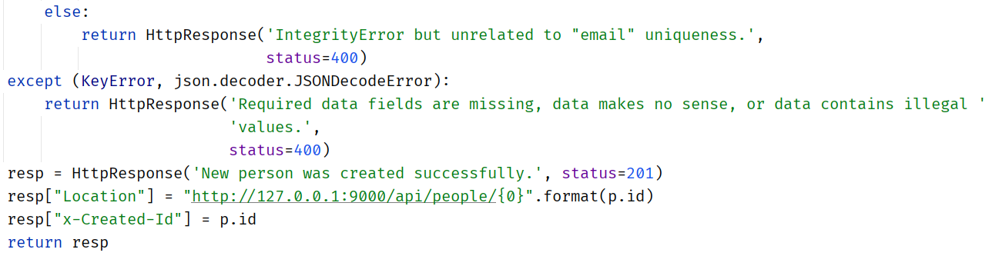 else:
return HttpResponse('IntegrityError but unrelated to "email" uniqueness.',
status=400)
except (KeyError, json.decoder.JSONDecodeError):
return HttpResponse('Required data fields are missing, data makes no sense, or data contains illegal '
'values.',
status=400)
resp = HttpResponse('New person was created successfully.', status=201)
resp["Location"] = "http://127.0.0.1:9000/api/people/{0}".format(p.id)
resp["x-Created-Id"] = p.id
return resp